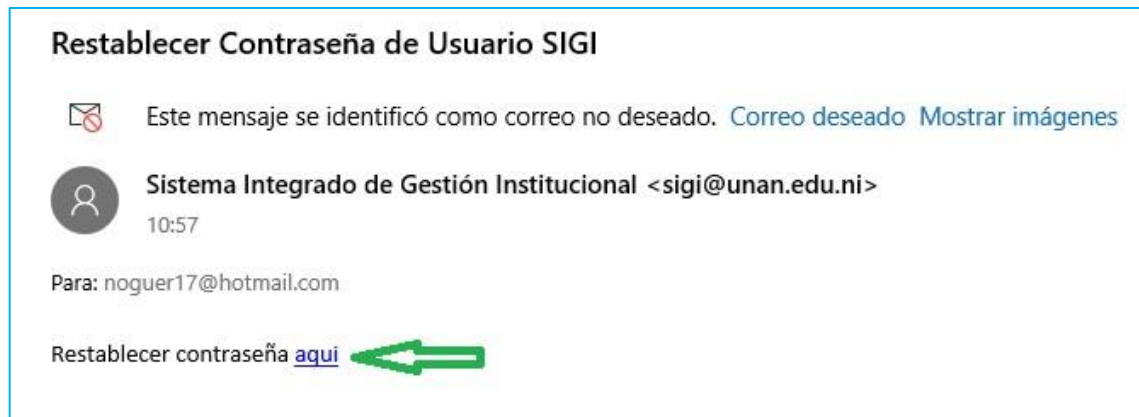 Restablecer Contraseña de Usuario SIGI
Este mensaje se identificó como correo no deseado. Correo deseado Mostrar imágenes
Sistema Integrado de Gestión Institucional <sigi@unan.edu.ni>
10:57
Para: noguer17@hotmail.com
Restablecer contraseña aqui